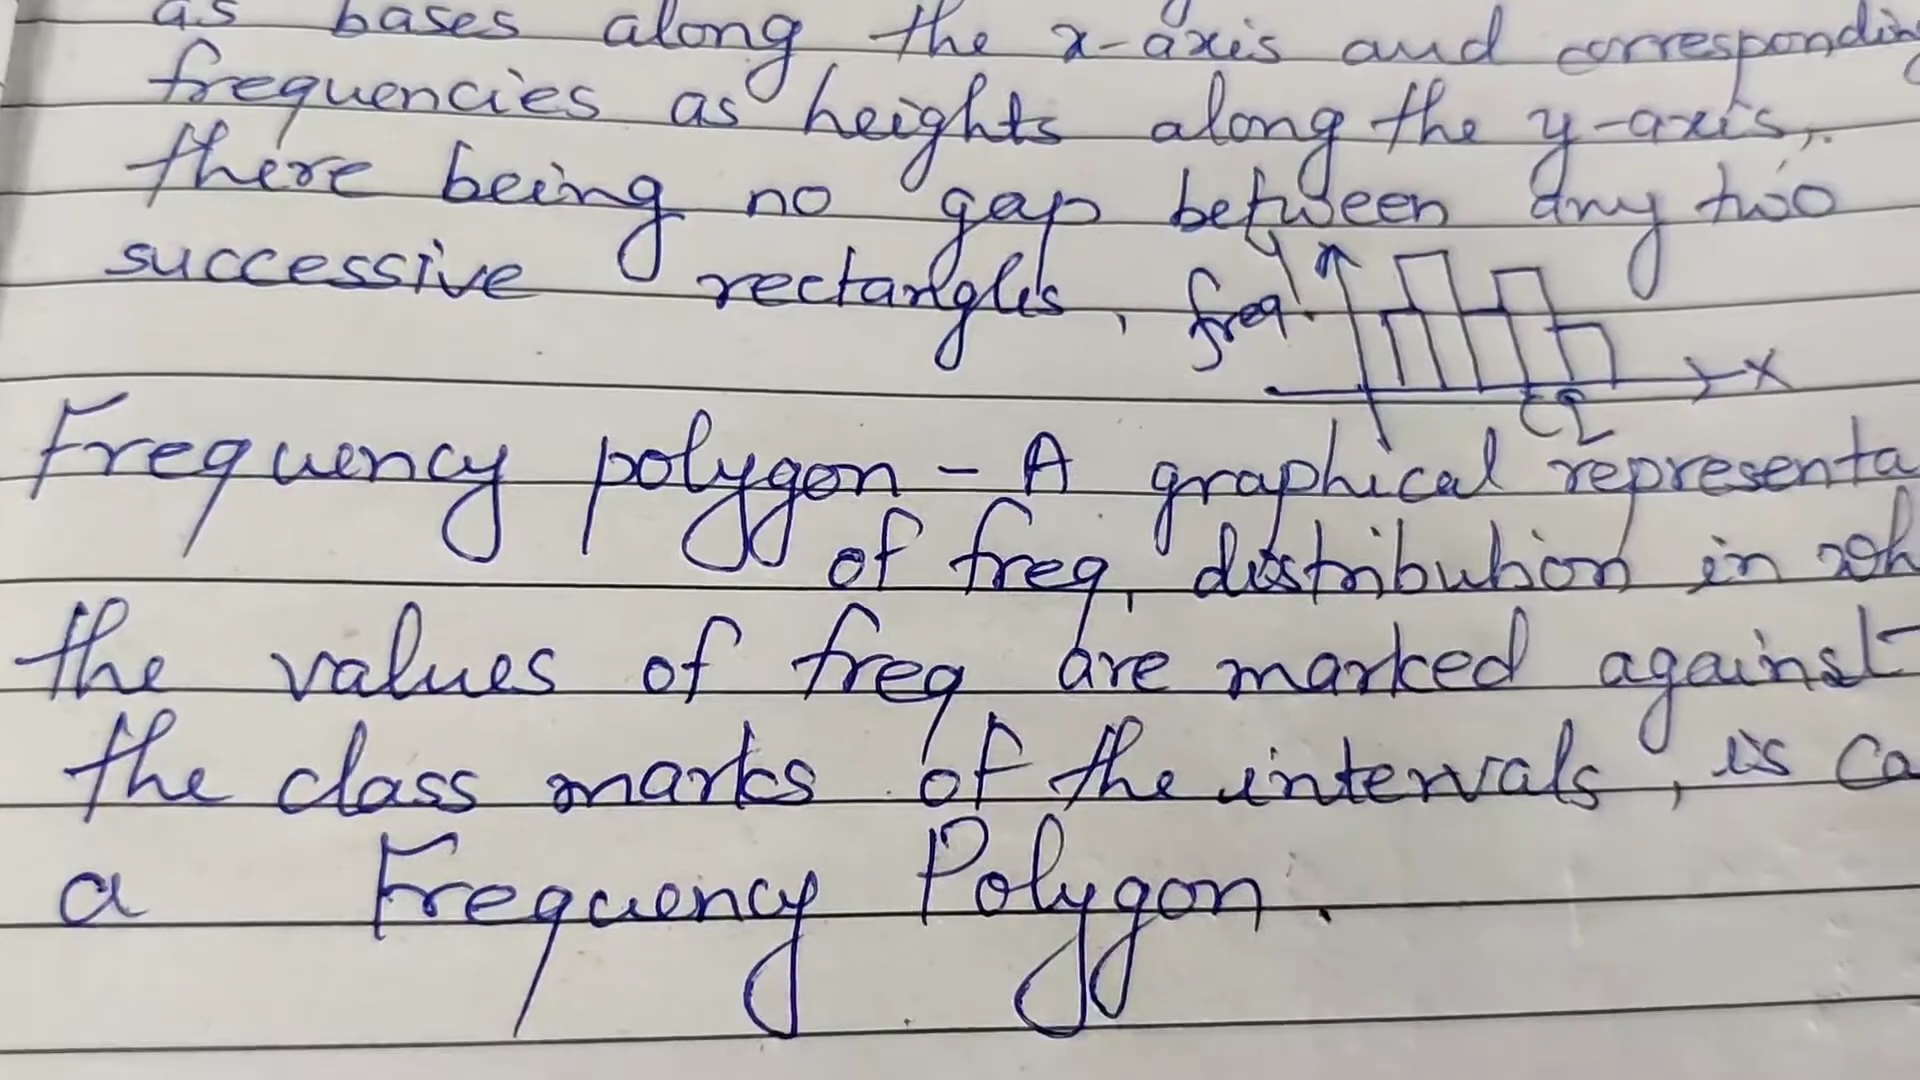 as bases along the x-axis and corresponding
frequencies as heights along the y-axis,
there being no gap between any two
successive rectangles,
Y
freq.
X
CI
Frequency polygon - A graphical representa
of freq, distribution in wh
the values of freq are marked against
the class marks of the intervals, is ca
a Frequency Polygon.